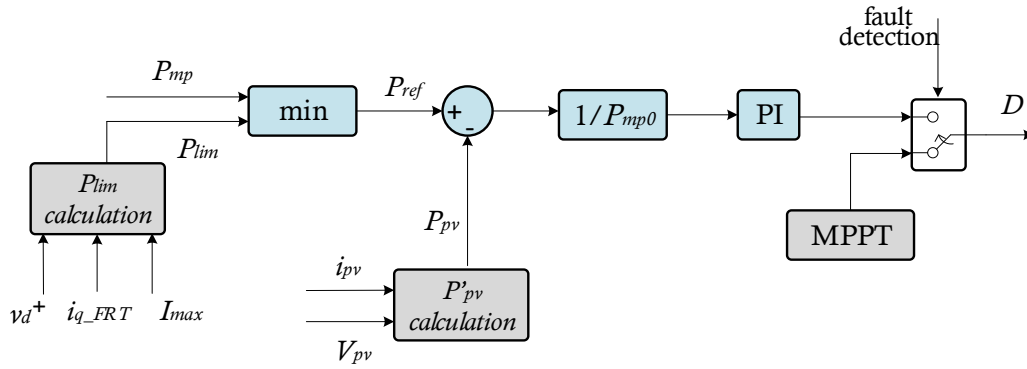 fault
detection
P_mp
P_ref
min
+
-
1/P_mp0
PI
D
P_lim
P_lim
calculation
P_pv
MPPT
i_pv
P'_pv
calculation
v_d+
i_q_FRT
I_max
V_pv